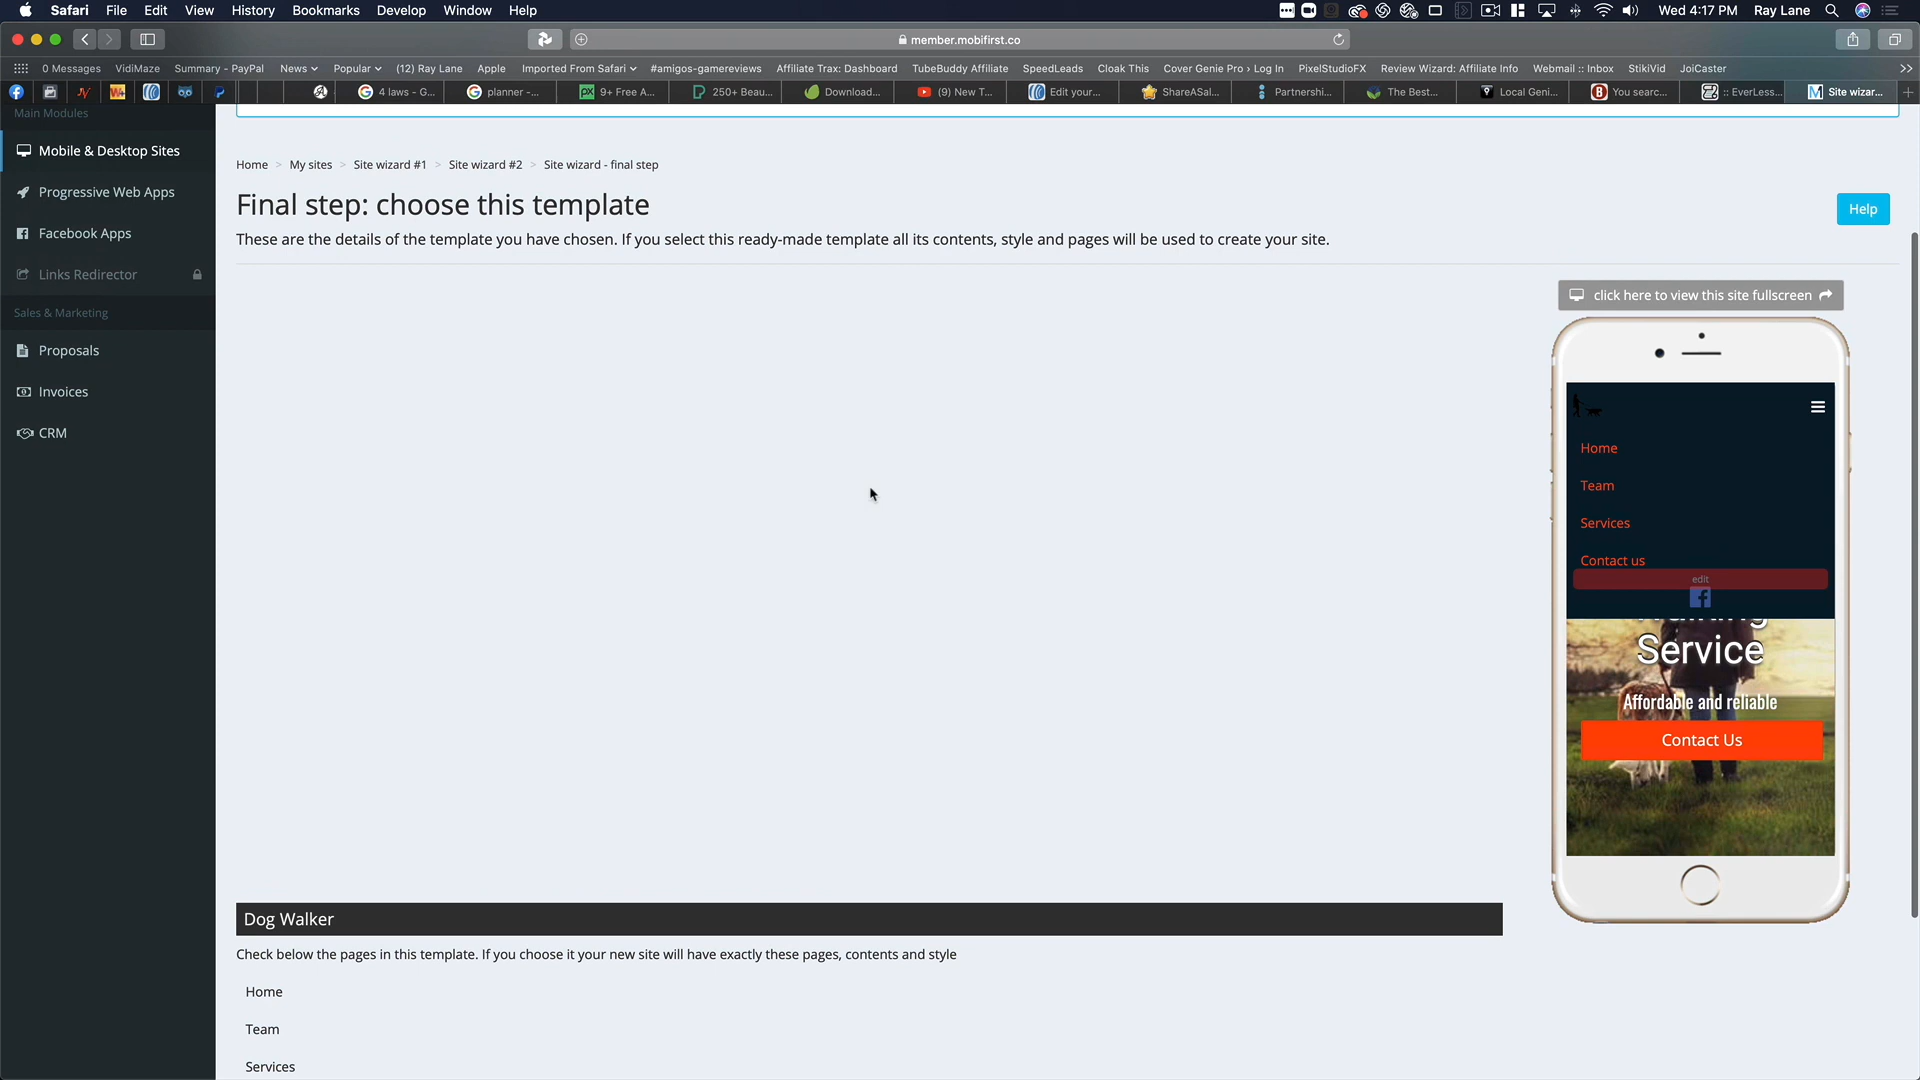 Safari File Edit View History Bookmarks Develop Window Help
Wed 4:17 PM Ray Lane
member.mobifirst.co
0 Messages VidiMaze Summary - PayPal News Popular (12) Ray Lane Apple Imported From Safari #amigos-gamereviews Affiliate Trax: Dashboard TubeBuddy Affiliate SpeedLeads Cloak This Cover Genie Pro › Log In PixelStudioFX Review Wizard: Affiliate Info Webmail :: Inbox StikiVid JoiCaster
4 laws - G... planner -... 9+ Free A... 250+ Beau... Download... (9) New T... Edit your... ShareASal... Partnershi... The Best... Local Geni... You searc... :: EverLess... Site wizar...
Main Modules
Mobile & Desktop Sites
Progressive Web Apps
Facebook Apps
Links Redirector
Sales & Marketing
Proposals
Invoices
CRM
Home > My sites > Site wizard #1 > Site wizard #2 > Site wizard - final step
Final step: choose this template
Help
These are the details of the template you have chosen. If you select this ready-made template all its contents, style and pages will be used to create your site.
click here to view this site fullscreen
Home
Team
Services
Contact us
edit
Service
Affordable and reliable
Contact Us
Dog Walker
Check below the pages in this template. If you choose it your new site will have exactly these pages, contents and style
Home
Team
Services